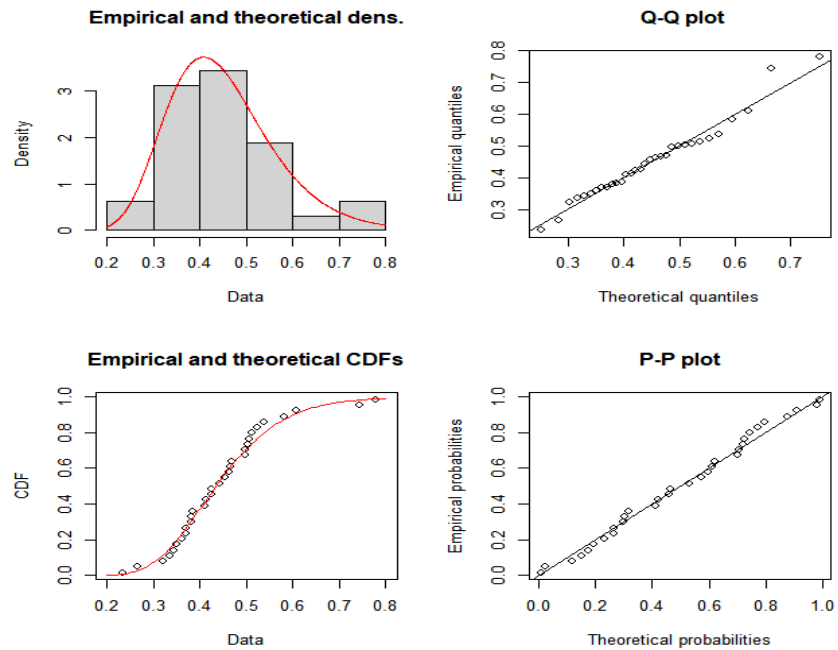 Empirical and theoretical dens.
Density
0 1 2 3
0.2 0.3 0.4 0.5 0.6 0.7 0.8
Data
Q-Q plot
Empirical quantiles
0.3 0.4 0.5 0.6 0.7 0.8
0.3 0.4 0.5 0.6 0.7
Theoretical quantiles
Empirical and theoretical CDFs
CDF
0.0 0.2 0.4 0.6 0.8 1.0
0.2 0.3 0.4 0.5 0.6 0.7 0.8
Data
P-P plot
Empirical probabilities
0.0 0.2 0.4 0.6 0.8 1.0
0.0 0.2 0.4 0.6 0.8 1.0
Theoretical probabilities